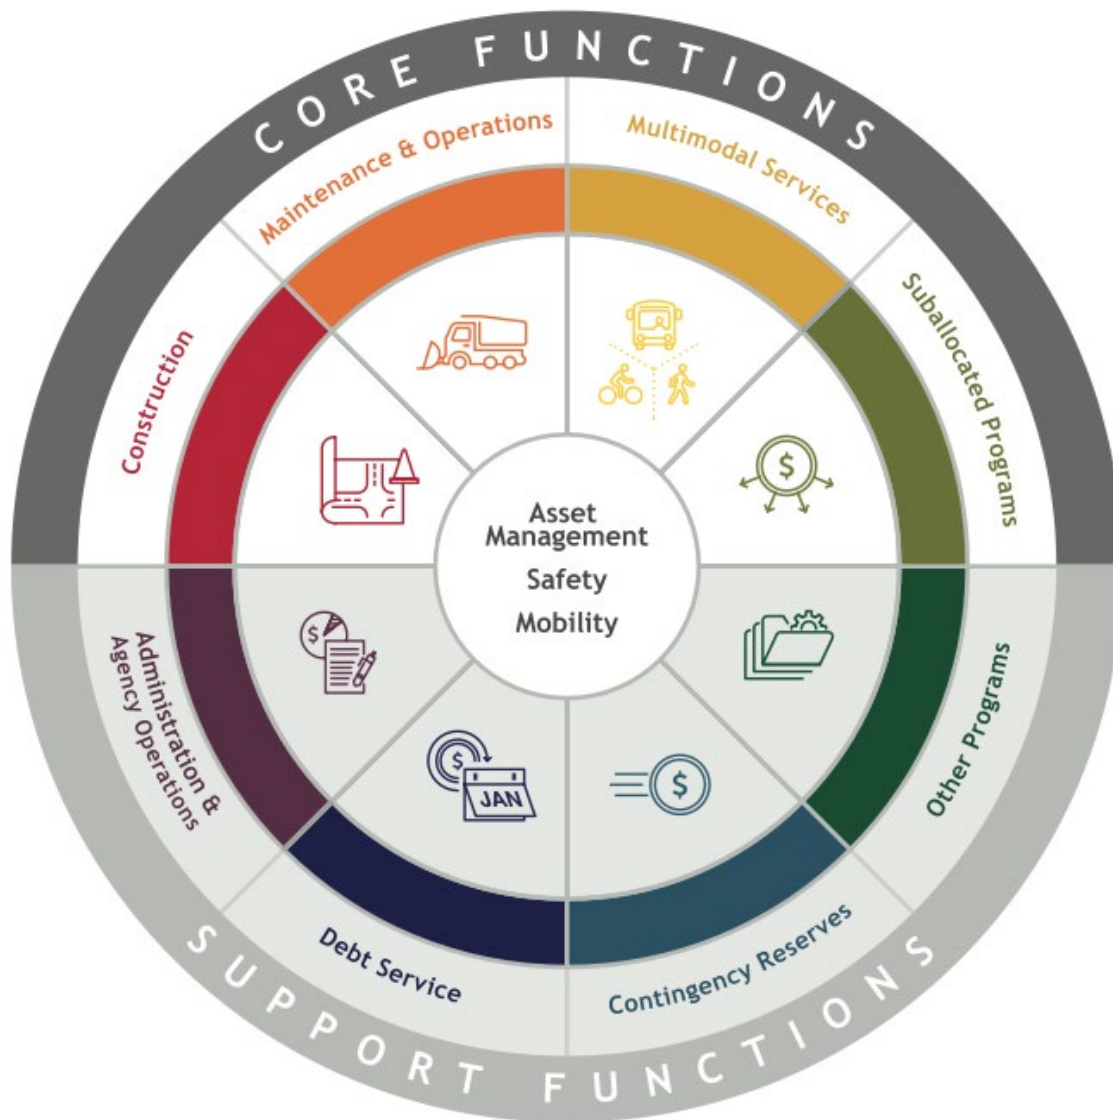 CORE FUNCTIONS
Maintenance & Operations
Multimodal Services
Construction
Suballocated Programs
$
Asset
Management
Safety
Mobility
$
Administration &
Agency Operations
Other Programs
$
JAN
$
Debt Service
Contingency Reserves
SUPPORT FUNCTIONS